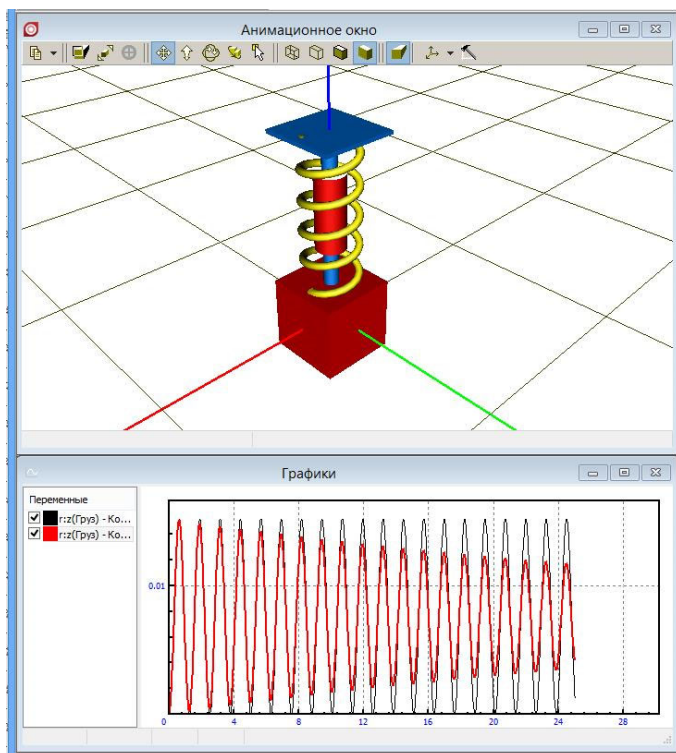 Анимационное окно
Графики
Переменные
r:z(Груз) - Ко...
r:z(Груз) - Ко...
0.01
0 4 8 12 16 20 24 28